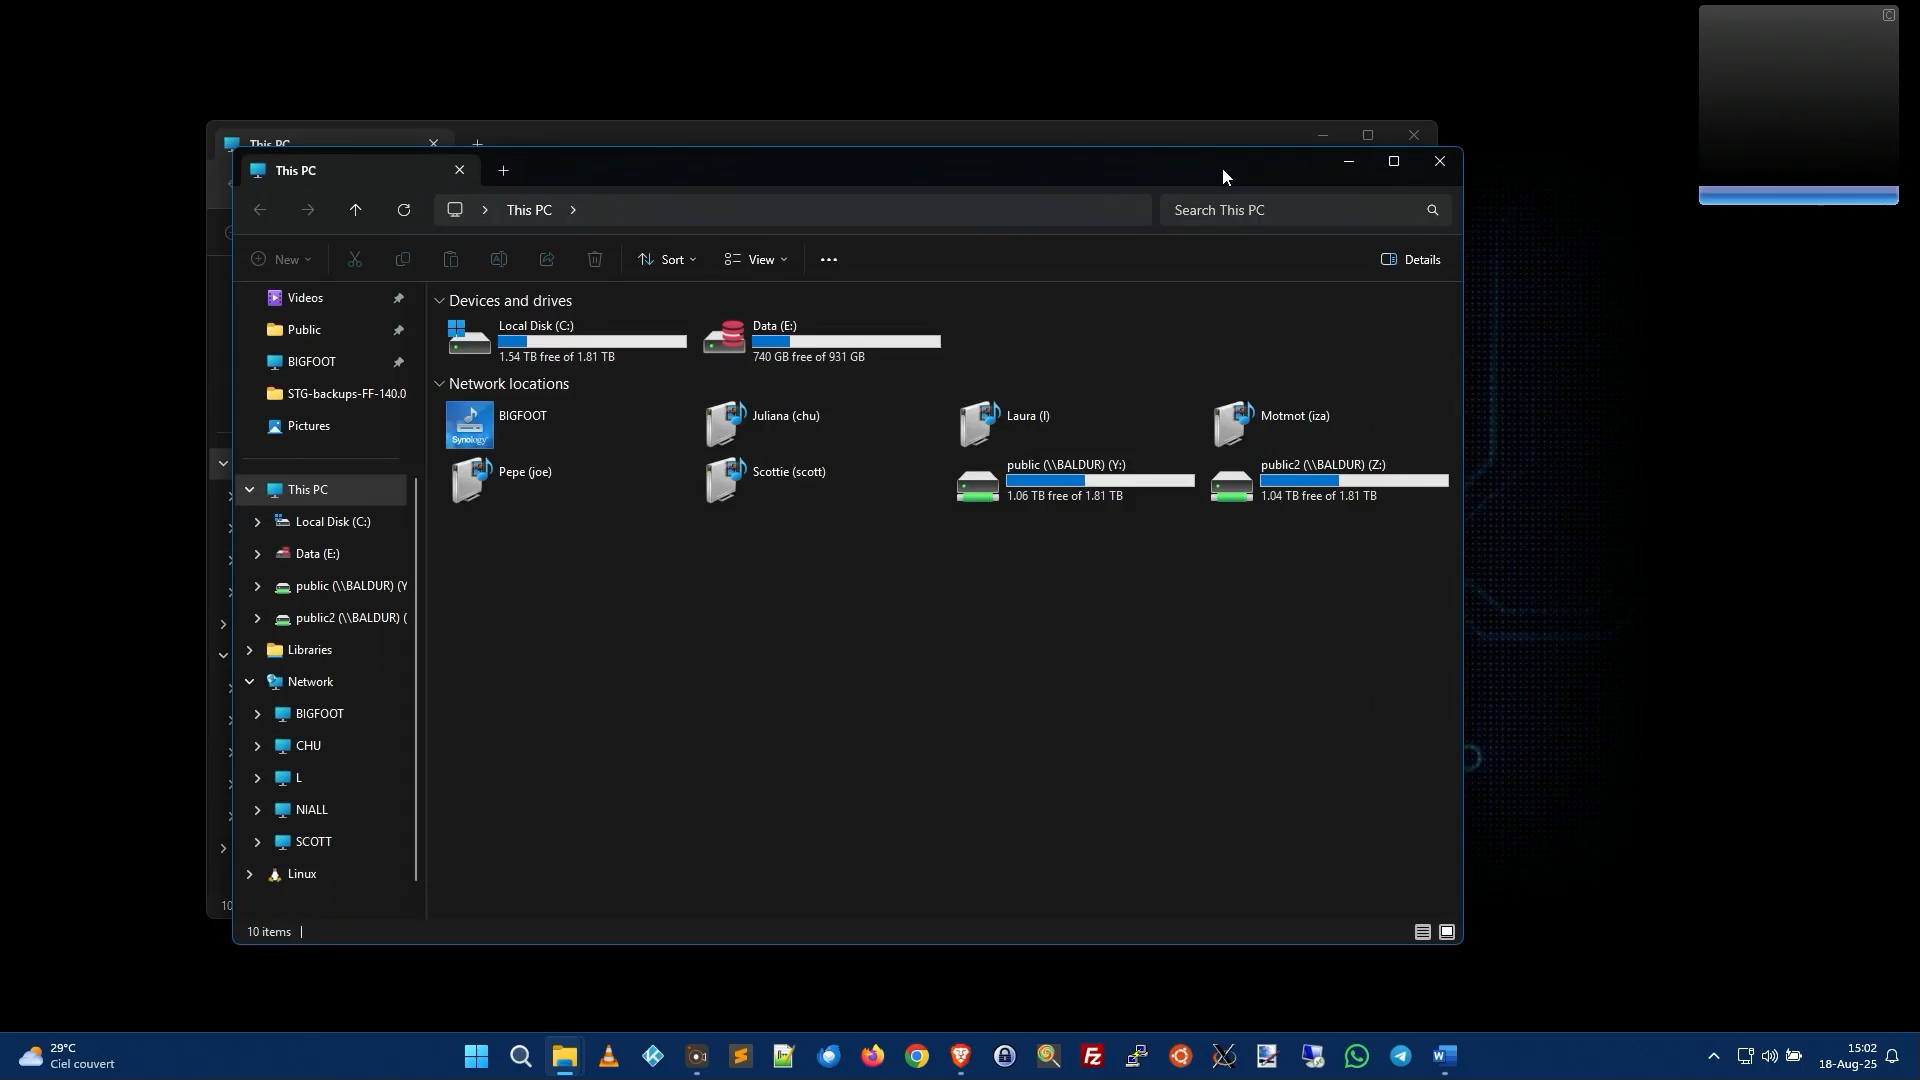 This PC
This PC
This PC
Search This PC
New
Sort
View
Details
Videos
Public
BIGFOOT
STG-backups-FF-140.0
Pictures
This PC
Local Disk (C:)
Data (E:)
public (\\BALDUR) (Y
public2 (\\BALDUR) (
Libraries
Network
BIGFOOT
CHU
L
NIALL
SCOTT
Linux
Devices and drives
Local Disk (C:)
1.54 TB free of 1.81 TB
Data (E:)
740 GB free of 931 GB
Network locations
Synology
BIGFOOT
Juliana (chu)
Laura (l)
Motmot (iza)
Pepe (joe)
Scottie (scott)
public (\\BALDUR) (Y:)
1.06 TB free of 1.81 TB
public2 (\\BALDUR) (Z:)
1.04 TB free of 1.81 TB
10
10 items
29°C
Ciel couvert
15:02
18-Aug-25